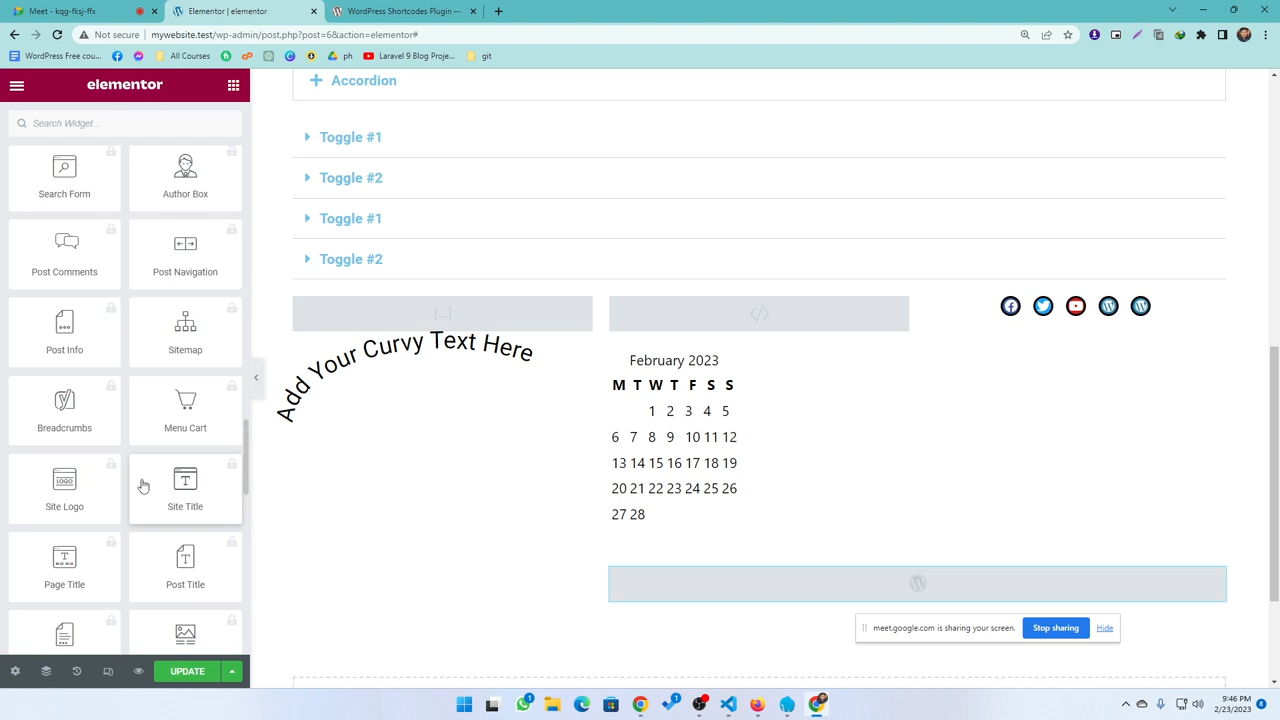 Meet - kqg-fksj-ffx
Elementor | elementor
WordPress Shortcodes Plugin —
Not secure
mywebsite.test/wp-admin/post.php?post=6&action=elementor#
WordPress Free cou...
All Courses
ph
Laravel 9 Blog Proje...
git
elementor
Search Widget...
Search Form
Author Box
Post Comments
Post Navigation
Post Info
Sitemap
Breadcrumbs
Menu Cart
LOGO
Site Logo
Site Title
Page Title
Post Title
UPDATE
Accordion
Toggle #1
Toggle #2
Toggle #1
Toggle #2
[...]
</>
Add Your Curvy Text Here
February 2023
M T W T F S S
1 2 3 4 5
6 7 8 9 10 11 12
13 14 15 16 17 18 19
20 21 22 23 24 25 26
27 28
meet.google.com is sharing your screen.
Stop sharing
Hide
9:46 PM
2/23/2023